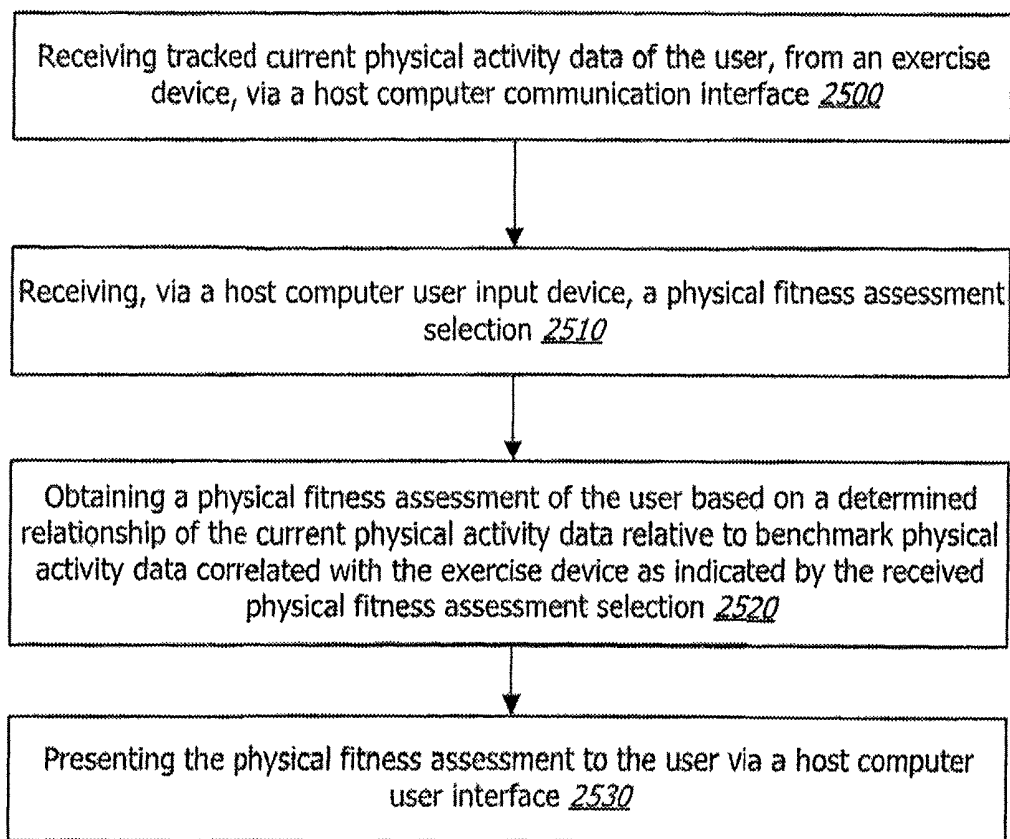 Receiving tracked current physical activity data of the user, from an exercise
device, via a host computer communication interface 2500
Receiving, via a host computer user input device, a physical fitness assessment
selection 2510
Obtaining a physical fitness assessment of the user based on a determined
relationship of the current physical activity data relative to benchmark physical
activity data correlated with the exercise device as indicated by the received
physical fitness assessment selection 2520
Presenting the physical fitness assessment to the user via a host computer
user interface 2530